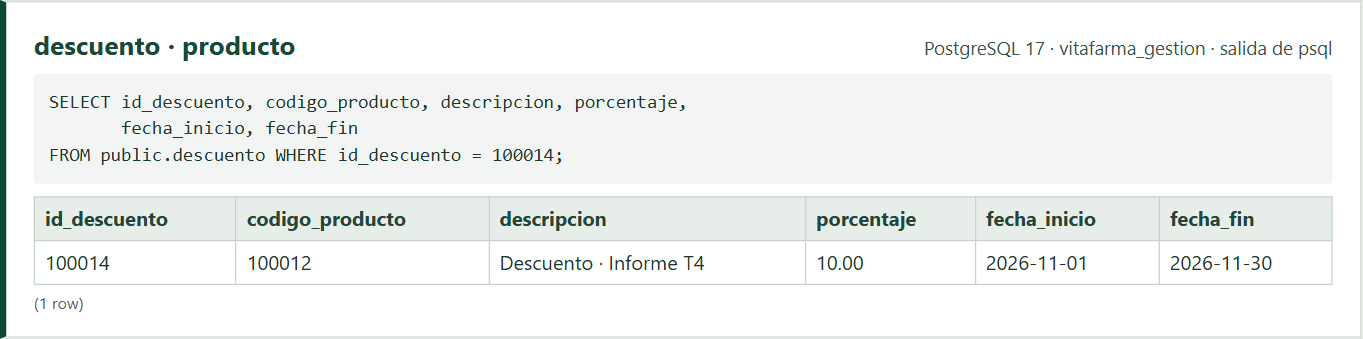 descuento · producto
PostgreSQL 17 · vitafarma_gestion · salida de psql
SELECT id_descuento, codigo_producto, descripcion, porcentaje,
       fecha_inicio, fecha_fin
FROM public.descuento WHERE id_descuento = 100014;
id_descuento codigo_producto descripcion porcentaje fecha_inicio fecha_fin
100014 100012 Descuento · Informe T4 10.00 2026-11-01 2026-11-30
(1 row)